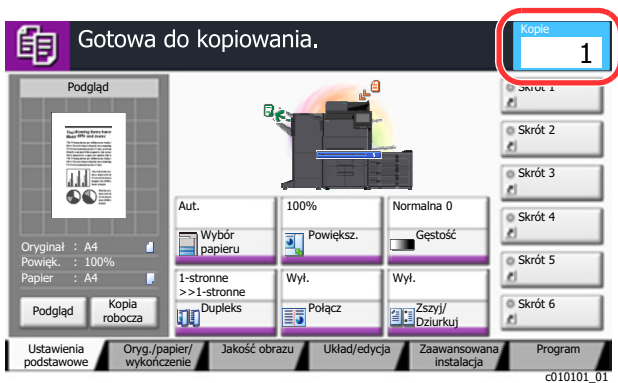 Gotowa do kopiowania.
Kopie
1
Podgląd
Oryginał : A4
Powięk. : 100%
Papier : A4
Podgląd
Kopia
robocza
Aut.
Wybór
papieru
100%
Powiększ.
Normalna 0
Gęstość
1-stronne
>>1-stronne
Dupleks
Wył.
Połącz
Wył.
Zszyj/
Dziurkuj
Skrót 1
Skrót 2
Skrót 3
Skrót 4
Skrót 5
Skrót 6
Ustawienia
podstawowe
Oryg./papier/
wykończenie
Jakość obrazu
Układ/edycja
Zaawansowana
instalacja
Program
c010101_01